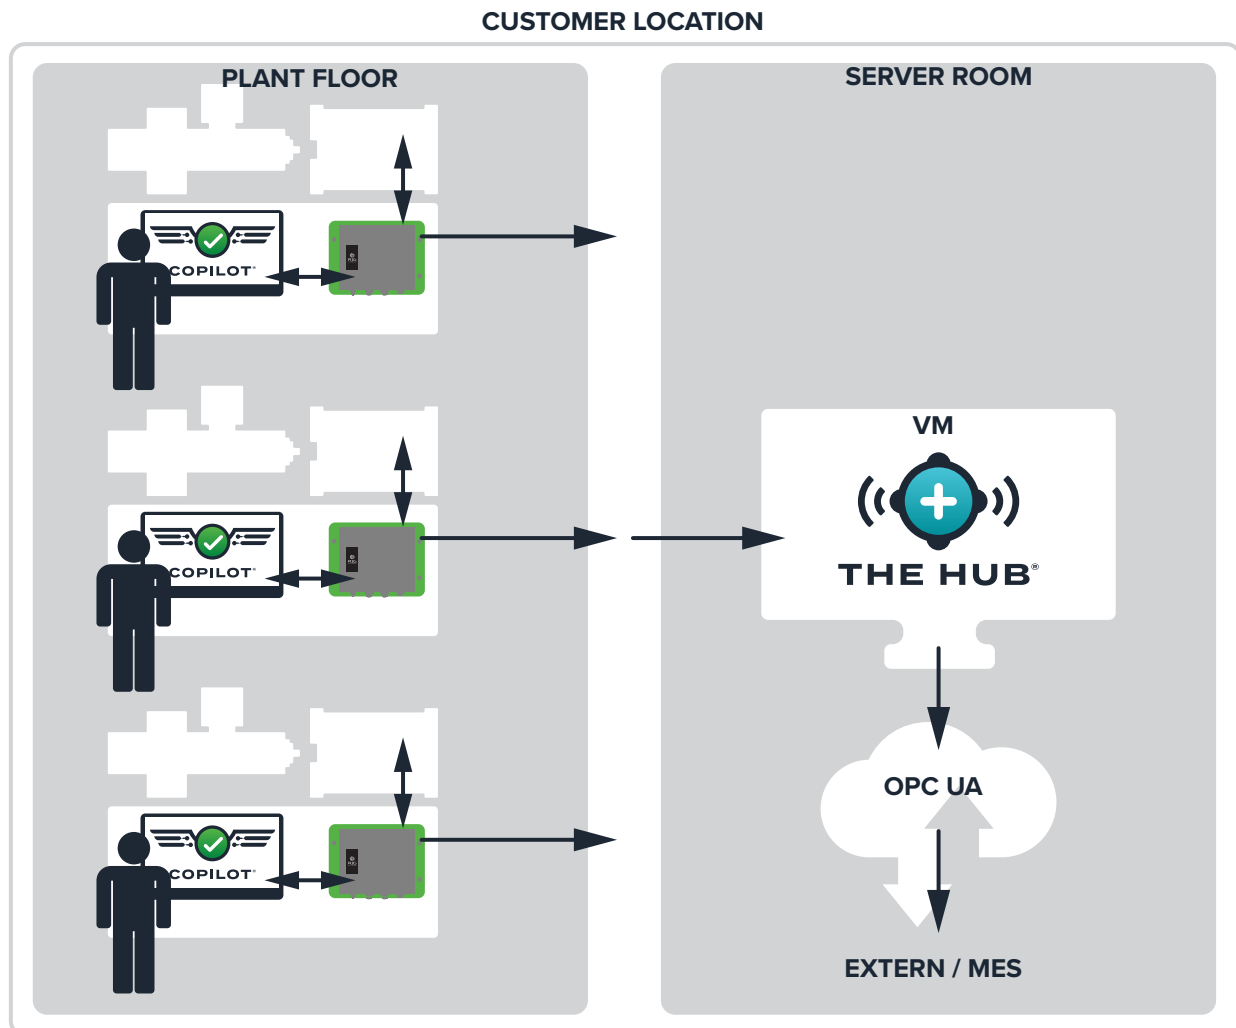 CUSTOMER LOCATION
PLANT FLOOR
COPILOT®
COPILOT®
COPILOT®
SERVER ROOM
VM
THE HUB®
OPC UA
EXTERN / MES